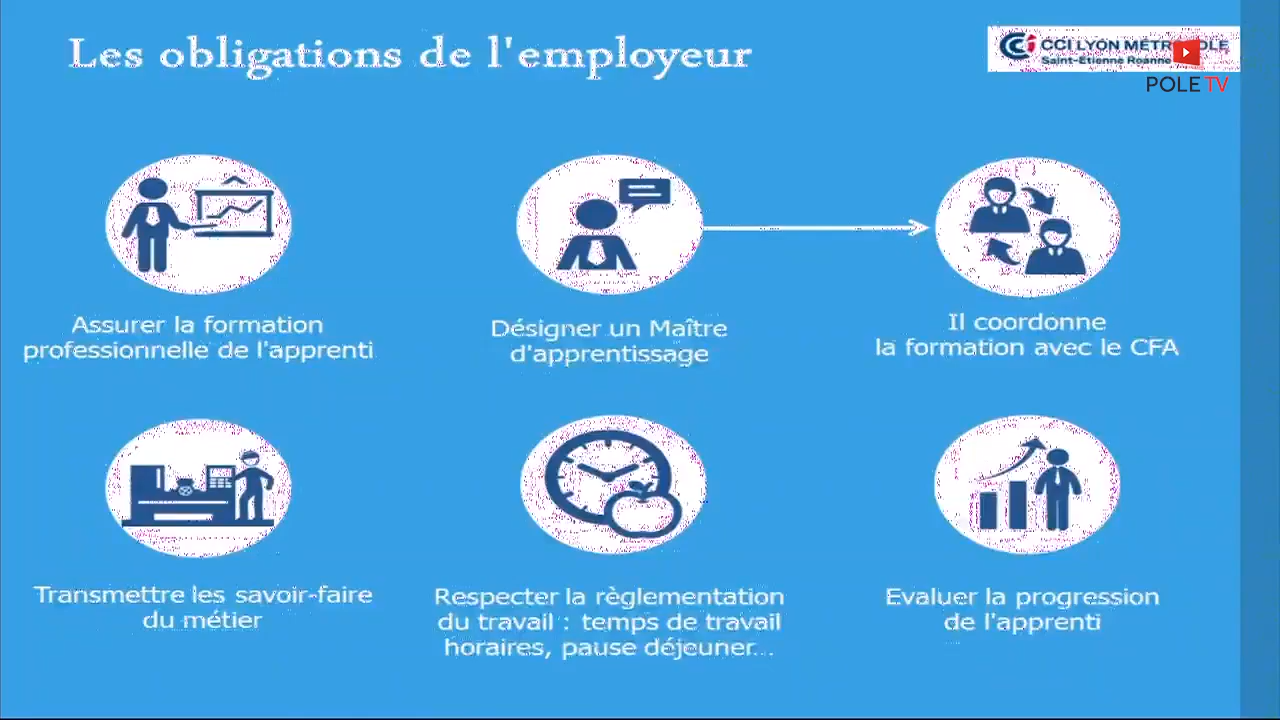 Les obligations de l'employeur
CCI LYON METROPOLE
Saint-Etienne Roanne
POLE TV
Assurer la formation
professionnelle de l'apprenti
Désigner un Maître
d'apprentissage
Il coordonne
la formation avec le CFA
Transmettre les savoir-faire
du métier
Respecter la règlementation
du travail : temps de travail
horaires, pause déjeuner...
Evaluer la progression
de l'apprenti